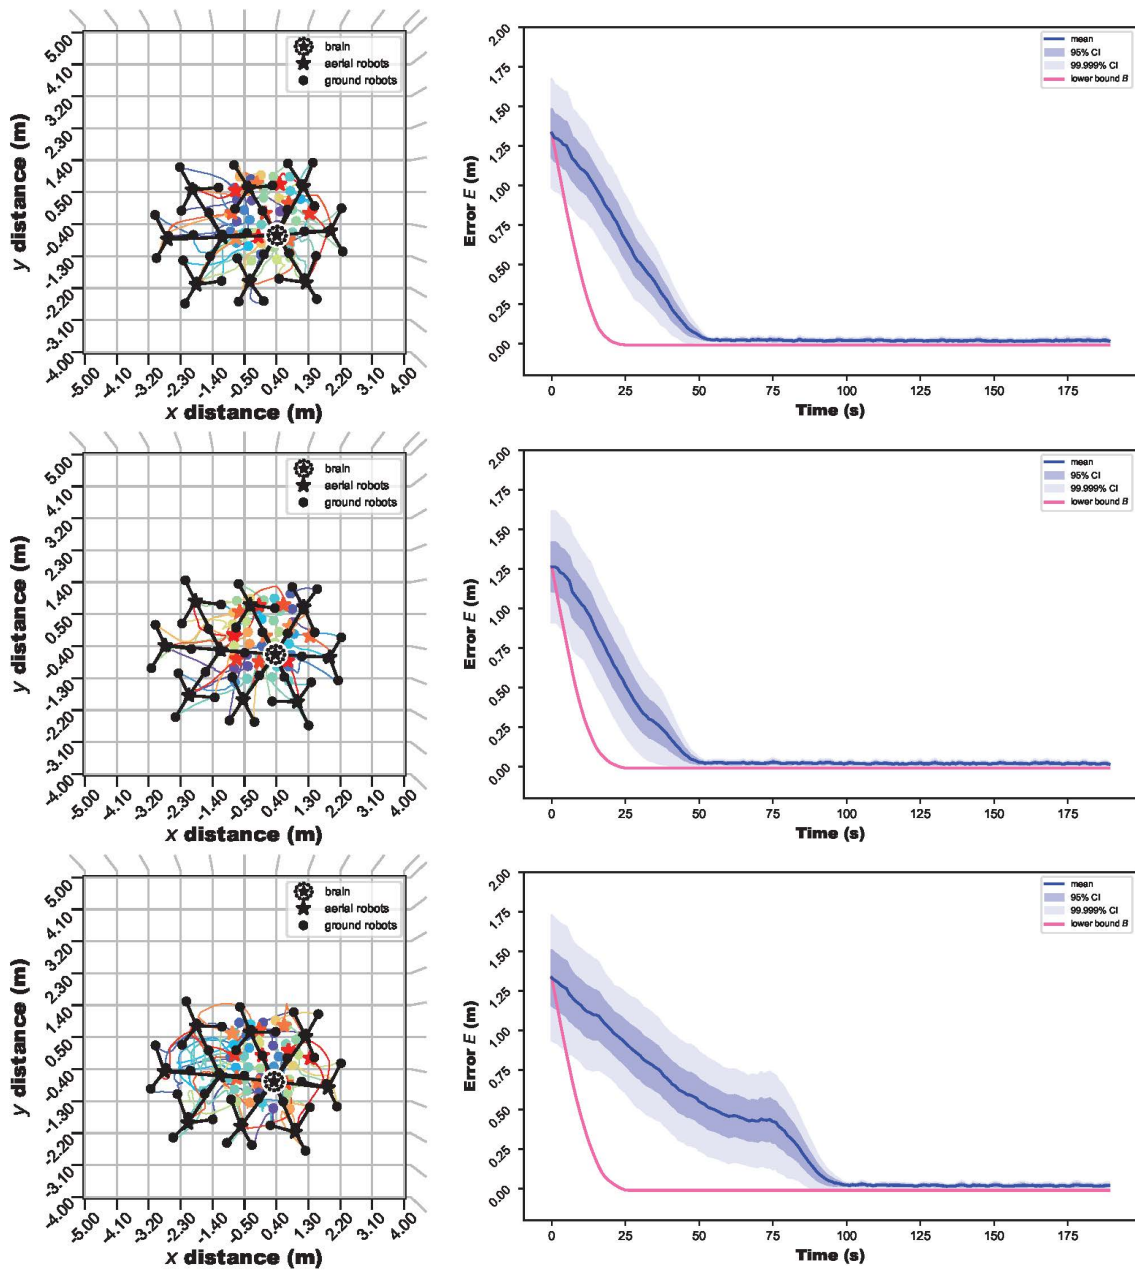 brain
aerial robots
ground robots
y distance (m)
5.00
4.10
3.20
2.30
1.40
0.50
-0.40
-1.30
-2.20
-3.10
-4.00
-5.00 -4.10 -3.20 -2.30 -1.40 -0.50 0.40 1.30 2.20 3.10 4.00
x distance (m)
mean
95% CI
99.999% CI
lower bound B
Error E (m)
2.00
1.75
1.50
1.25
1.00
0.75
0.50
0.25
0.00
0 25 50 75 100 125 150 175
Time (s)
brain
aerial robots
ground robots
y distance (m)
5.00
4.10
3.20
2.30
1.40
0.50
-0.40
-1.30
-2.20
-3.10
-4.00
-5.00 -4.10 -3.20 -2.30 -1.40 -0.50 0.40 1.30 2.20 3.10 4.00
x distance (m)
mean
95% CI
99.999% CI
lower bound B
Error E (m)
2.00
1.75
1.50
1.25
1.00
0.75
0.50
0.25
0.00
0 25 50 75 100 125 150 175
Time (s)
brain
aerial robots
ground robots
y distance (m)
5.00
4.10
3.20
2.30
1.40
0.50
-0.40
-1.30
-2.20
-3.10
-4.00
-5.00 -4.10 -3.20 -2.30 -1.40 -0.50 0.40 1.30 2.20 3.10 4.00
x distance (m)
mean
95% CI
99.999% CI
lower bound B
Error E (m)
2.00
1.75
1.50
1.25
1.00
0.75
0.50
0.25
0.00
0 25 50 75 100 125 150 175
Time (s)